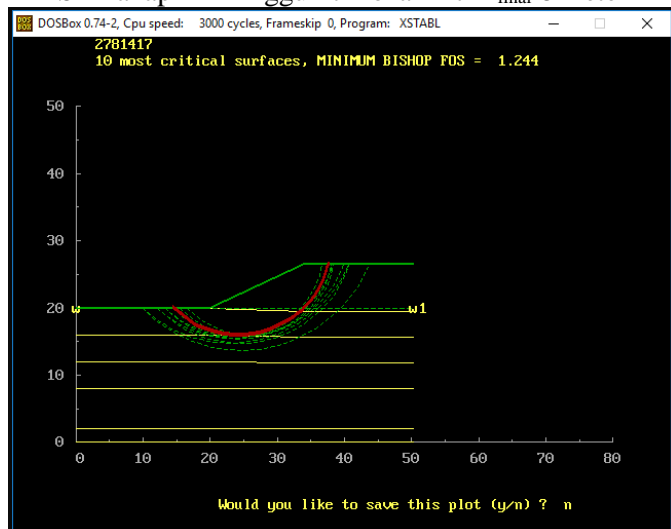 DOSBox 0.74-2, Cpu speed: 3000 cycles, Frameskip 0, Program: XSTABL
2781417
10 most critical surfaces, MINIMUM BISHOP FOS = 1.244
50
40
30
20
w
w1
10
0
0 10 20 30 40 50 60 70 80
Would you like to save this plot (y/n) ? n